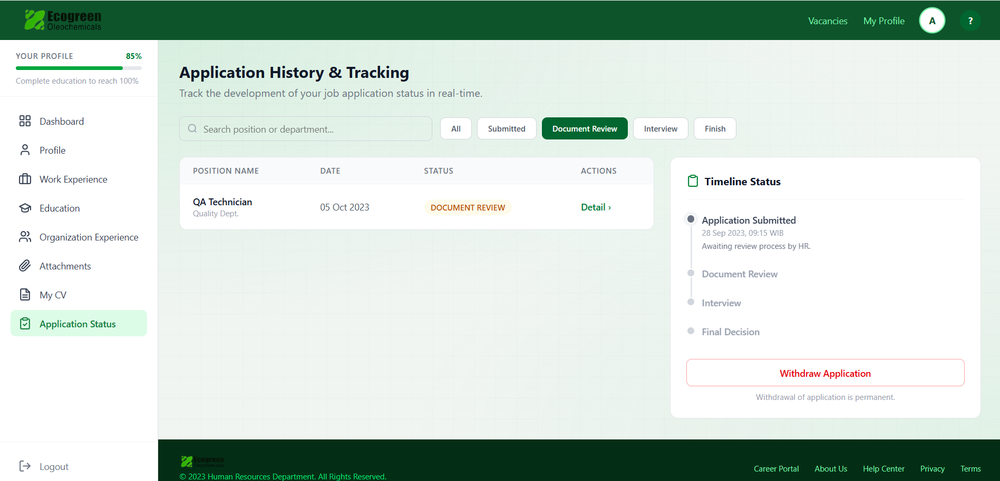 Ecogreen
Oleochemicals
Vacancies
My Profile
A
?
YOUR PROFILE
85%
Complete education to reach 100%
Dashboard
Profile
Work Experience
Education
Organization Experience
Attachments
My CV
Application Status
Logout
Application History & Tracking
Track the development of your job application status in real-time.
Search position or department...
All
Submitted
Document Review
Interview
Finish
POSITION NAME
DATE
STATUS
ACTIONS
QA Technician
Quality Dept.
05 Oct 2023
DOCUMENT REVIEW
Detail ›
Timeline Status
Application Submitted
28 Sep 2023, 09:15 WIB
Awaiting review process by HR.
Document Review
Interview
Final Decision
Withdraw Application
Withdrawal of application is permanent.
Ecogreen
Oleochemicals
© 2023 Human Resources Department. All Rights Reserved.
Career Portal
About Us
Help Center
Privacy
Terms